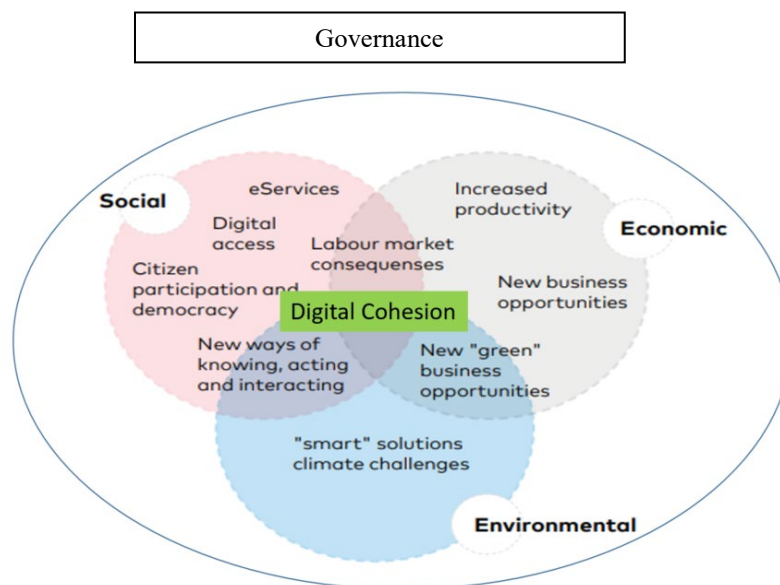 Governance
Social
eServices
Digital
access
Citizen
participation and
democracy
Labour market
consequenses
Increased
productivity
Economic
New business
opportunities
Digital Cohesion
New ways of
knowing, acting
and interacting
New "green"
business
opportunities
"smart" solutions
climate challenges
Environmental